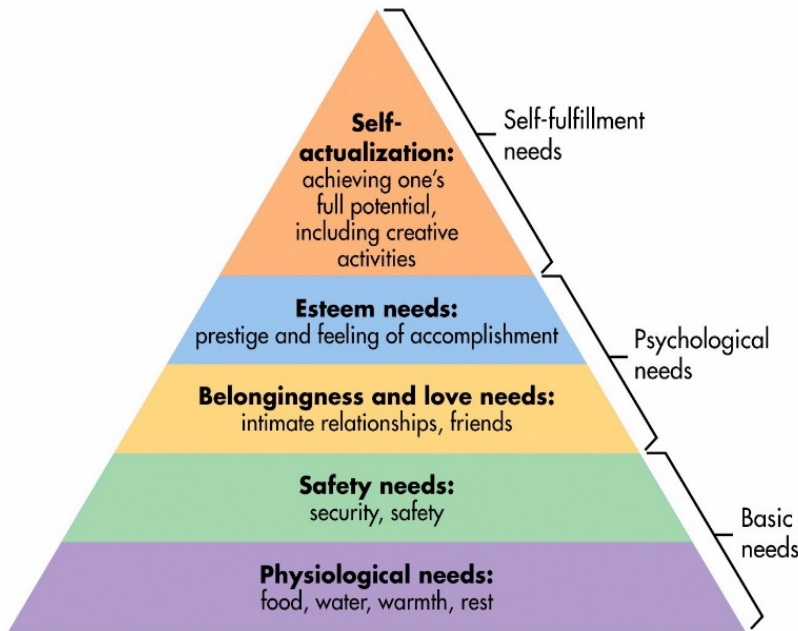 Self-
actualization:
achieving one's
full potential,
including creative
activities
Self-fulfillment
needs
Esteem needs:
prestige and feeling of accomplishment
Belongingness and love needs:
intimate relationships, friends
Psychological
needs
Safety needs:
security, safety
Physiological needs:
food, water, warmth, rest
Basic
needs